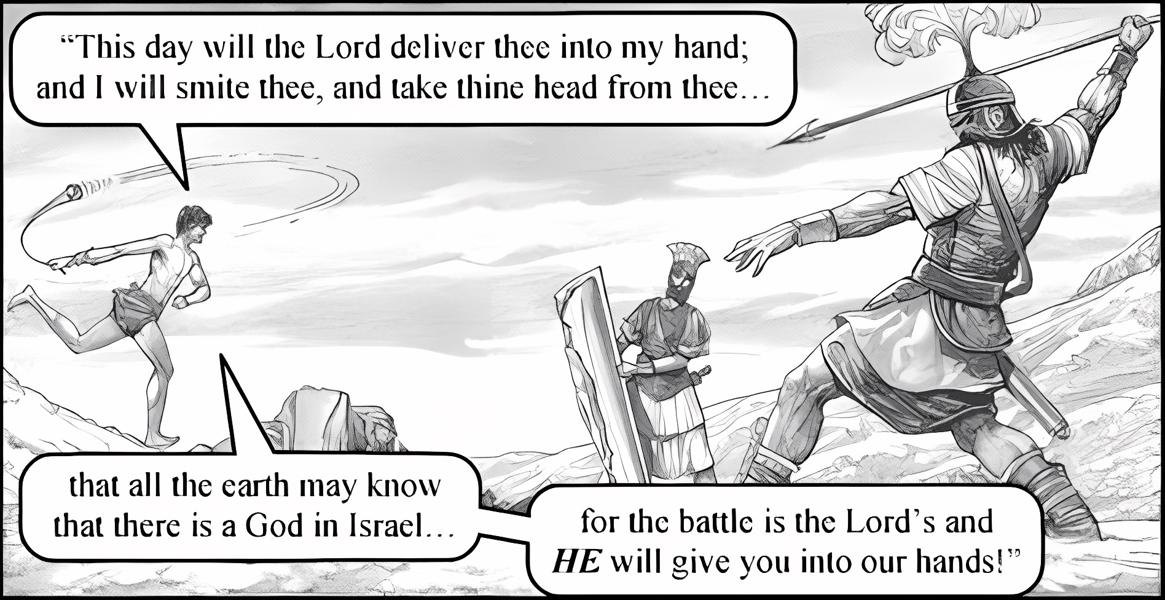 “This day will the Lord deliver thee into my hand;
and I will smite thee, and take thine head from thee...
that all the earth may know
that there is a God in Israel...
for the battle is the Lord’s and
HE will give you into our hands!”